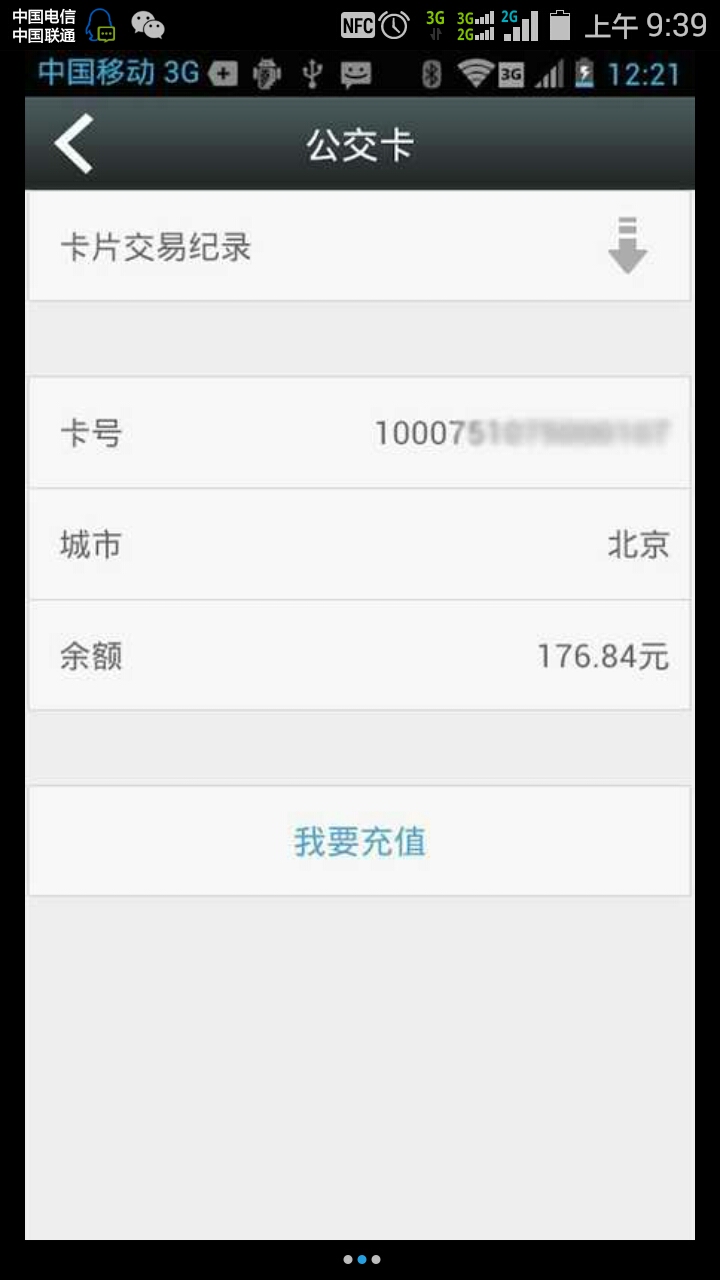 中国电信
中国联通
NFC 3G 3G 2G 2G 上午 9:39
中国移动 3G 3G 12:21
公交卡
卡片交易纪录
卡号 10007
城市 北京
余额 176.84元
我要充值